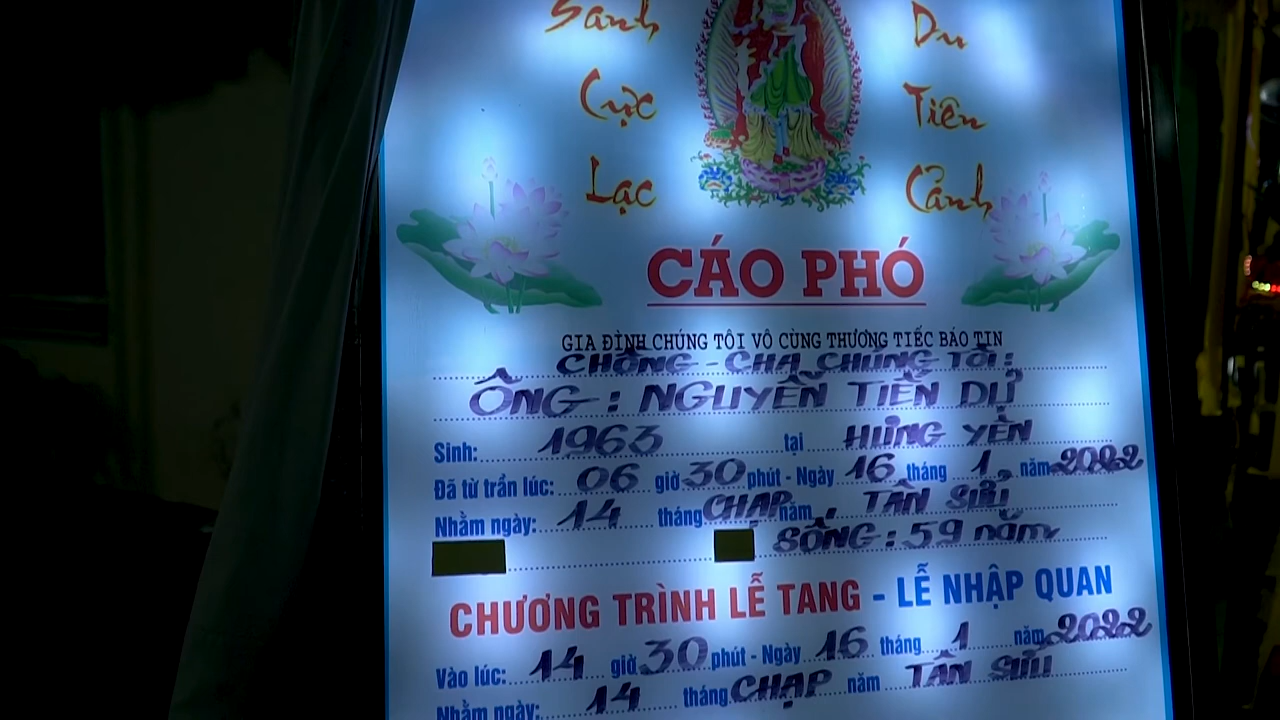 Sanh
Cực
Lạc
Du
Tiên
Cảnh
CÁO PHÓ
GIA ĐÌNH CHÚNG TÔI VÔ CÙNG THƯƠNG TIẾC BÁO TIN
CHỒNG - CHA CHÚNG TÔI :
ÔNG : NGUYỄN TIẾN DỰ
Sinh: 1963 tại HƯNG YÊN
Đã từ trần lúc: 06 giờ 30 phút - Ngày 16 tháng 1 năm 2022
Nhằm ngày: 14 tháng CHẠP năm TÂN SỬU
SỐNG : 59 năm
CHƯƠNG TRÌNH LỄ TANG - LỄ NHẬP QUAN
Vào lúc: 14 giờ 30 phút - Ngày 16 tháng 1 năm 2022
Nhằm ngày: 14 tháng CHẠP năm TÂN SỬU